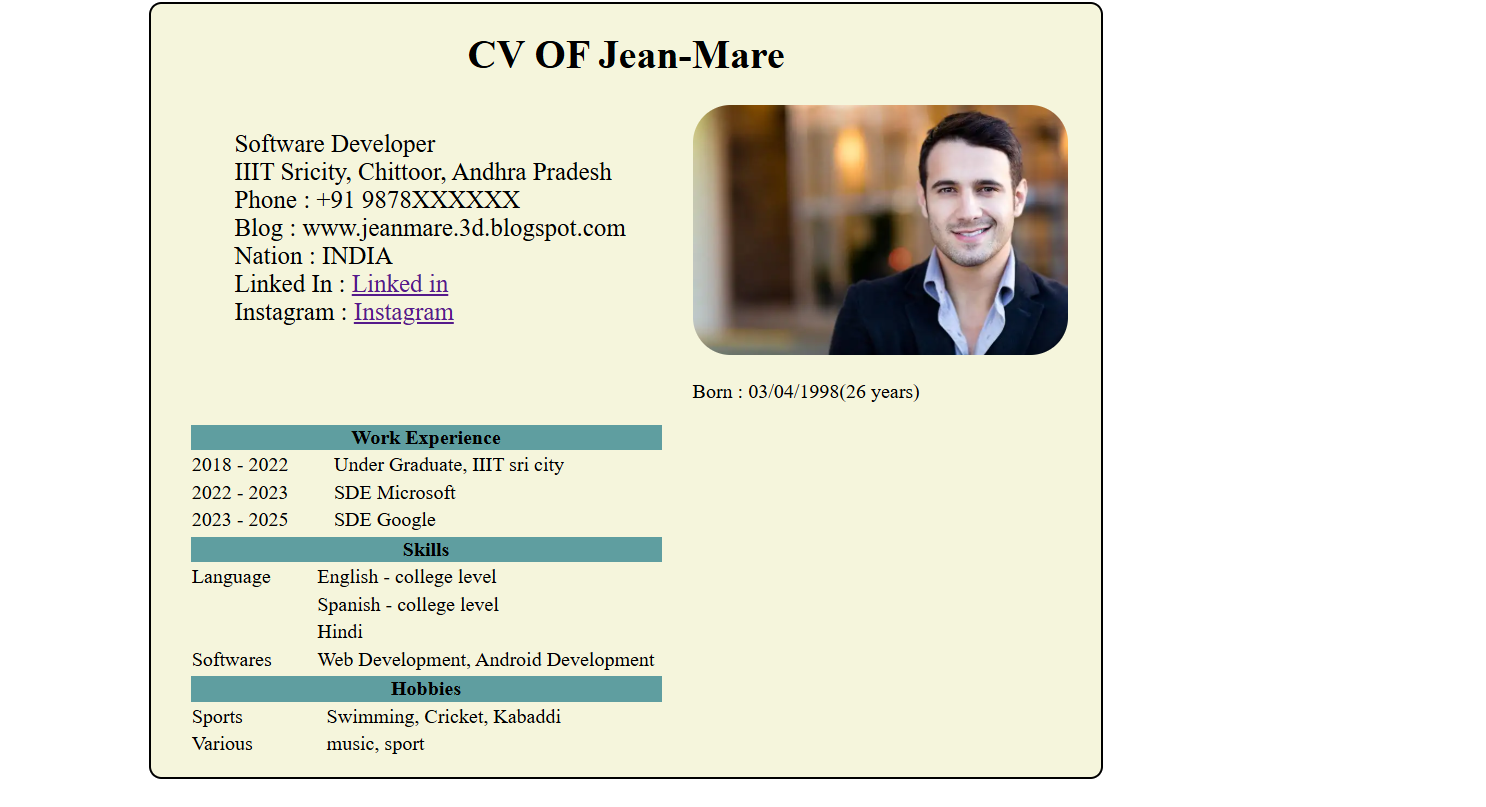 CV OF Jean-Mare
Software Developer
IIIT Sricity, Chittoor, Andhra Pradesh
Phone : +91 9878XXXXXX
Blog : www.jeanmare.3d.blogspot.com
Nation : INDIA
Linked In : Linked in
Instagram : Instagram
Born : 03/04/1998(26 years)
Work Experience
2018 - 2022 Under Graduate, IIIT sri city
2022 - 2023 SDE Microsoft
2023 - 2025 SDE Google
Skills
Language English - college level
Spanish - college level
Hindi
Softwares Web Development, Android Development
Hobbies
Sports Swimming, Cricket, Kabaddi
Various music, sport